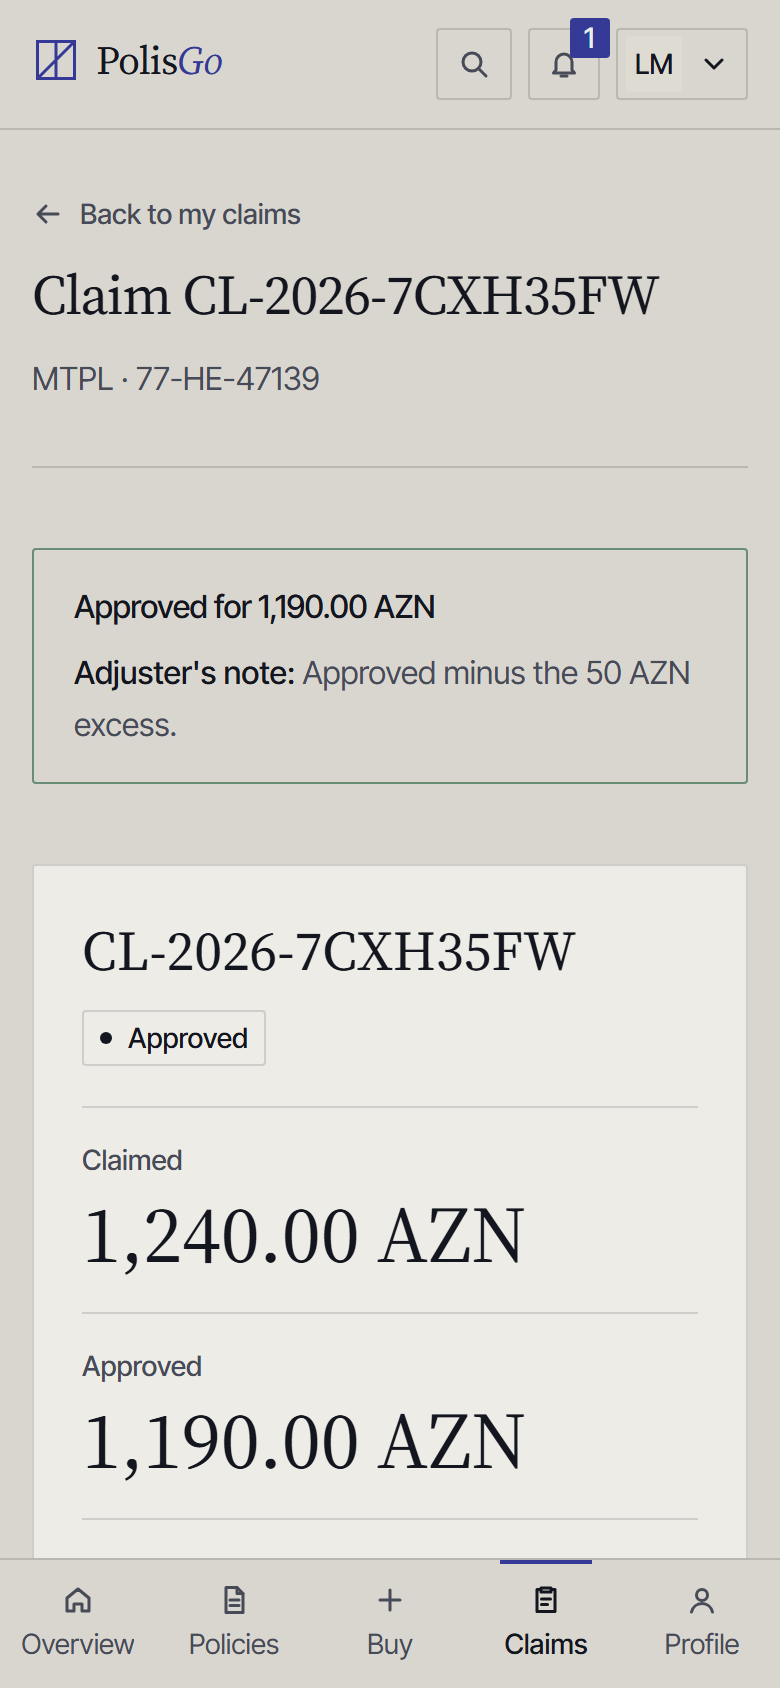 PolisGo
1
LM
Back to my claims
Claim CL-2026-7CXH35FW
MTPL · 77-HE-47139
Approved for 1,190.00 AZN
Adjuster's note: Approved minus the 50 AZN
excess.
CL-2026-7CXH35FW
Approved
Claimed
1,240.00 AZN
Approved
1,190.00 AZN
Overview
Policies
Buy
Claims
Profile